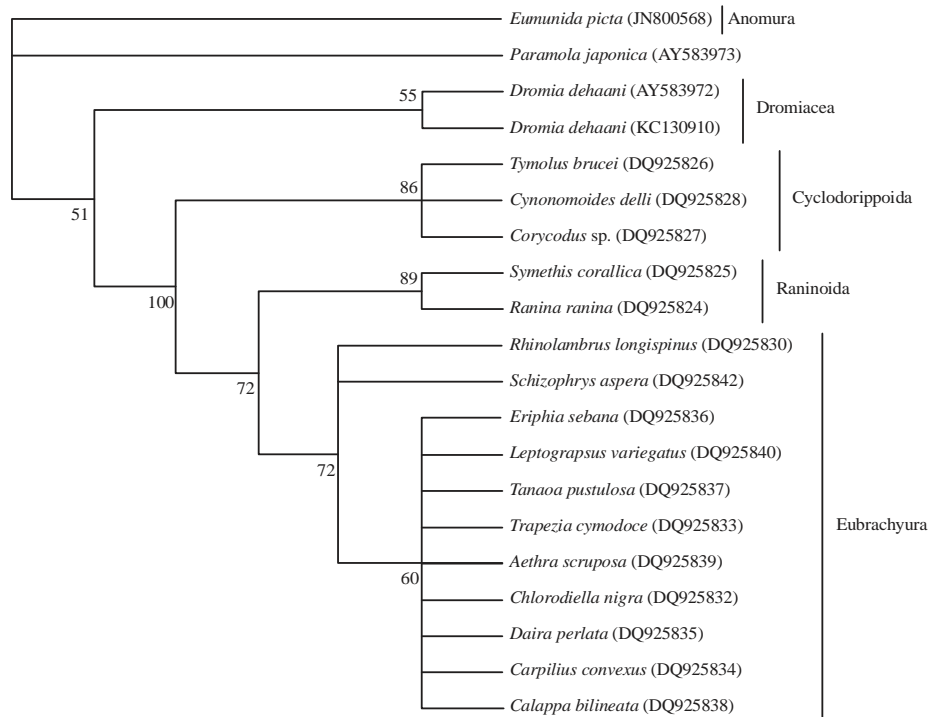 Eumunida picta (JN800568) Anomura
Paramola japonica (AY583973)
Dromia dehaani (AY583972)
55
Dromiacea
Dromia dehaani (KC130910)
Tymolus brucei (DQ925826)
86
Cynonomoides delli (DQ925828) Cyclodorippoida
51
Corycodus sp. (DQ925827)
Symethis corallica (DQ925825)
89
Raninoida
100
Ranina ranina (DQ925824)
Rhinolambrus longispinus (DQ925830)
Schizophrys aspera (DQ925842)
72
Eriphia sebana (DQ925836)
Leptograpsus variegatus (DQ925840)
72
Tanaoa pustulosa (DQ925837)
Trapezia cymodoce (DQ925833) Eubrachyura
Aethra scruposa (DQ925839)
60
Chlorodiella nigra (DQ925832)
Daira perlata (DQ925835)
Carpilius convexus (DQ925834)
Calappa bilineata (DQ925838)